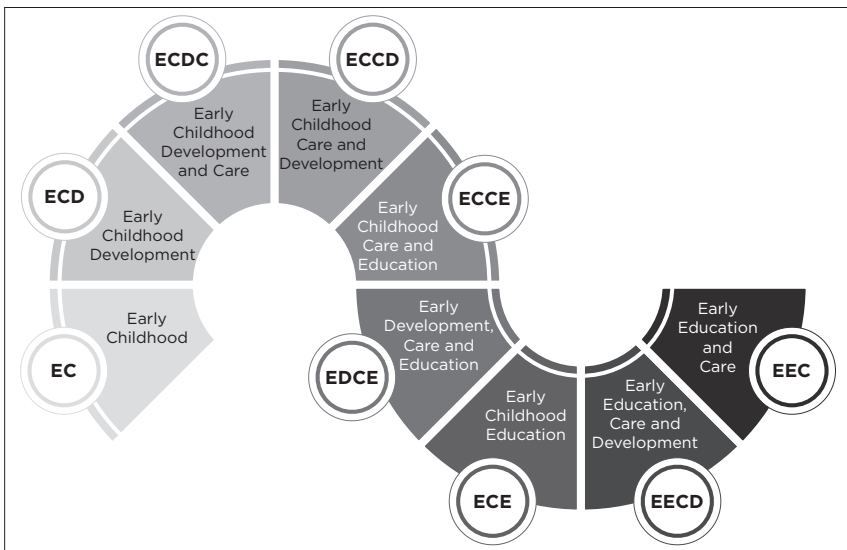 EC
Early
Childhood
ECD
Early
Childhood
Development
ECDC
Early
Childhood
Development
and Care
ECCD
Early
Childhood
Care and
Development
ECCE
Early
Childhood
Care and
Education
EDCE
Early
Development,
Care and
Education
ECE
Early
Childhood
Education
EECD
Early
Education,
Care and
Development
EEC
Early
Education
and
Care